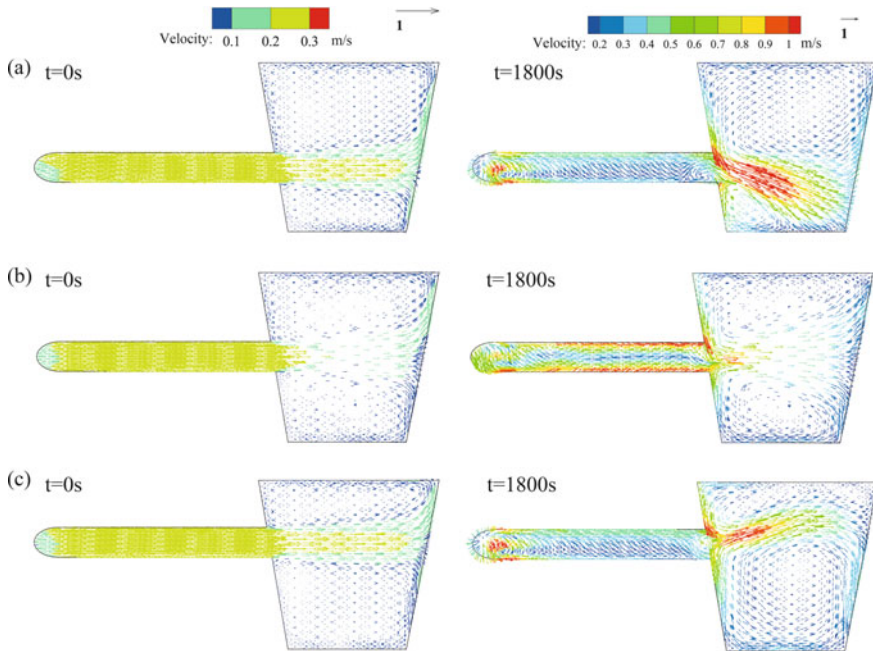 1
Velocity: 0.1 0.2 0.3 m/s
1
Velocity: 0.2 0.3 0.4 0.5 0.6 0.7 0.8 0.9 1 m/s
(a) t=0s t=1800s
(b) t=0s t=1800s
(c) t=0s t=1800s